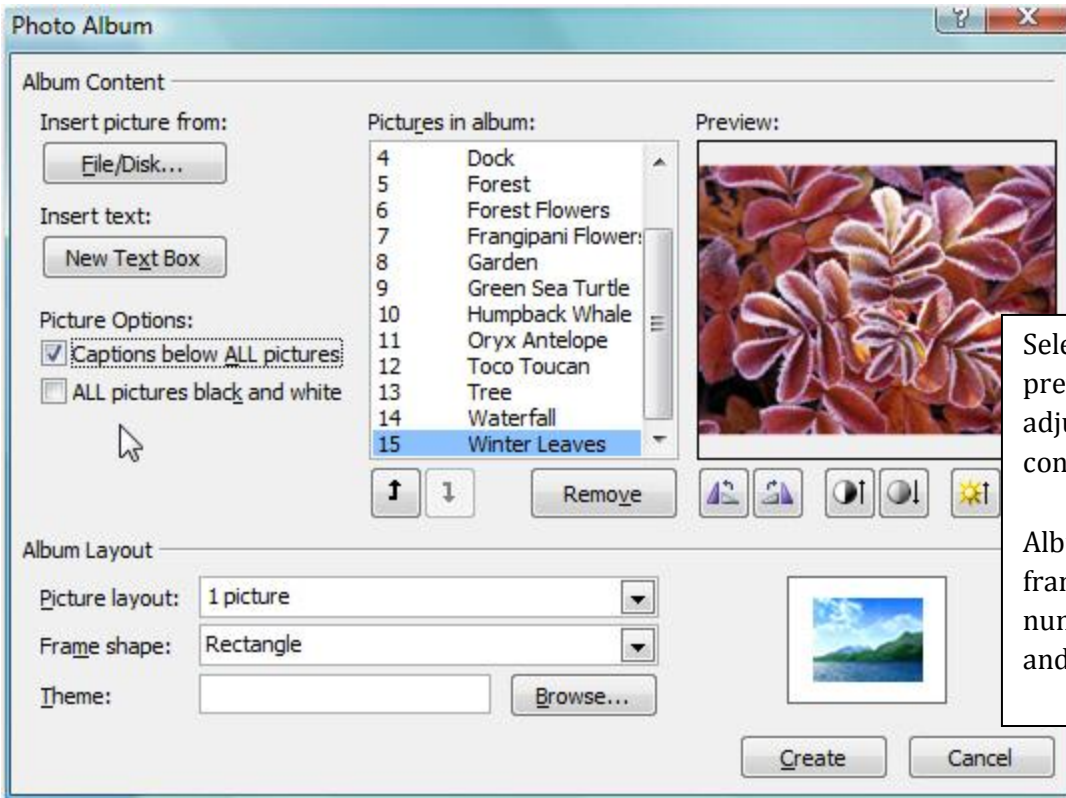 Photo Album
Album Content
Insert picture from:
File/Disk...
Insert text:
New Text Box
Picture Options:
Captions below ALL pictures
ALL pictures black and white
Pictures in album:
4 Dock
5 Forest
6 Forest Flowers
7 Frangipani Flower
8 Garden
9 Green Sea Turtle
10 Humpback Whale
11 Oryx Antelope
12 Toco Toucan
13 Tree
14 Waterfall
15 Winter Leaves
Remove
Preview:
Album Layout
Picture layout: 1 picture
Frame shape: Rectangle
Theme:
Browse...
Create Cancel
and